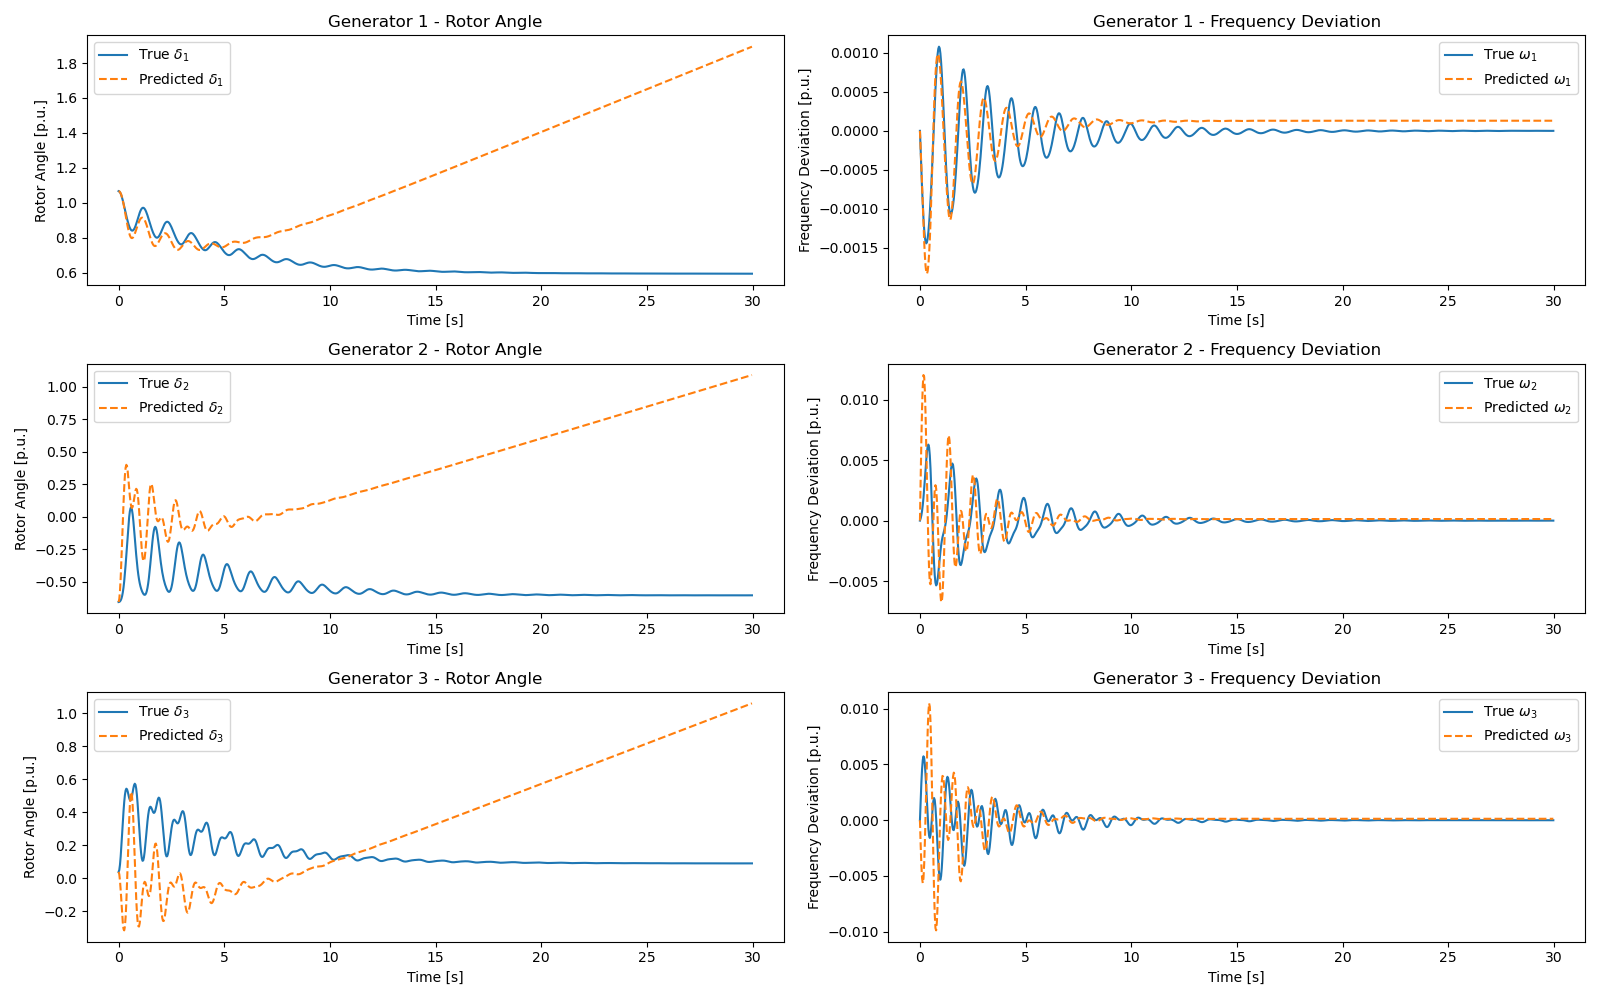 Generator 1 - Rotor Angle
Rotor Angle [p.u.]
1.8
1.6
1.4
1.2
1.0
0.8
0.6
True δ1
Predicted δ1
0 5 10 15 20 25 30
Time [s]
Generator 1 - Frequency Deviation
Frequency Deviation [p.u.]
0.0010
0.0005
0.0000
−0.0005
−0.0010
−0.0015
True ω1
Predicted ω1
0 5 10 15 20 25 30
Time [s]
Generator 2 - Rotor Angle
Rotor Angle [p.u.]
1.00
0.75
0.50
0.25
0.00
−0.25
−0.50
True δ2
Predicted δ2
0 5 10 15 20 25 30
Time [s]
Generator 2 - Frequency Deviation
Frequency Deviation [p.u.]
0.010
0.005
0.000
−0.005
True ω2
Predicted ω2
0 5 10 15 20 25 30
Time [s]
Generator 3 - Rotor Angle
Rotor Angle [p.u.]
1.0
0.8
0.6
0.4
0.2
0.0
−0.2
True δ3
Predicted δ3
0 5 10 15 20 25 30
Time [s]
Generator 3 - Frequency Deviation
Frequency Deviation [p.u.]
0.010
0.005
0.000
−0.005
−0.010
True ω3
Predicted ω3
0 5 10 15 20 25 30
Time [s]